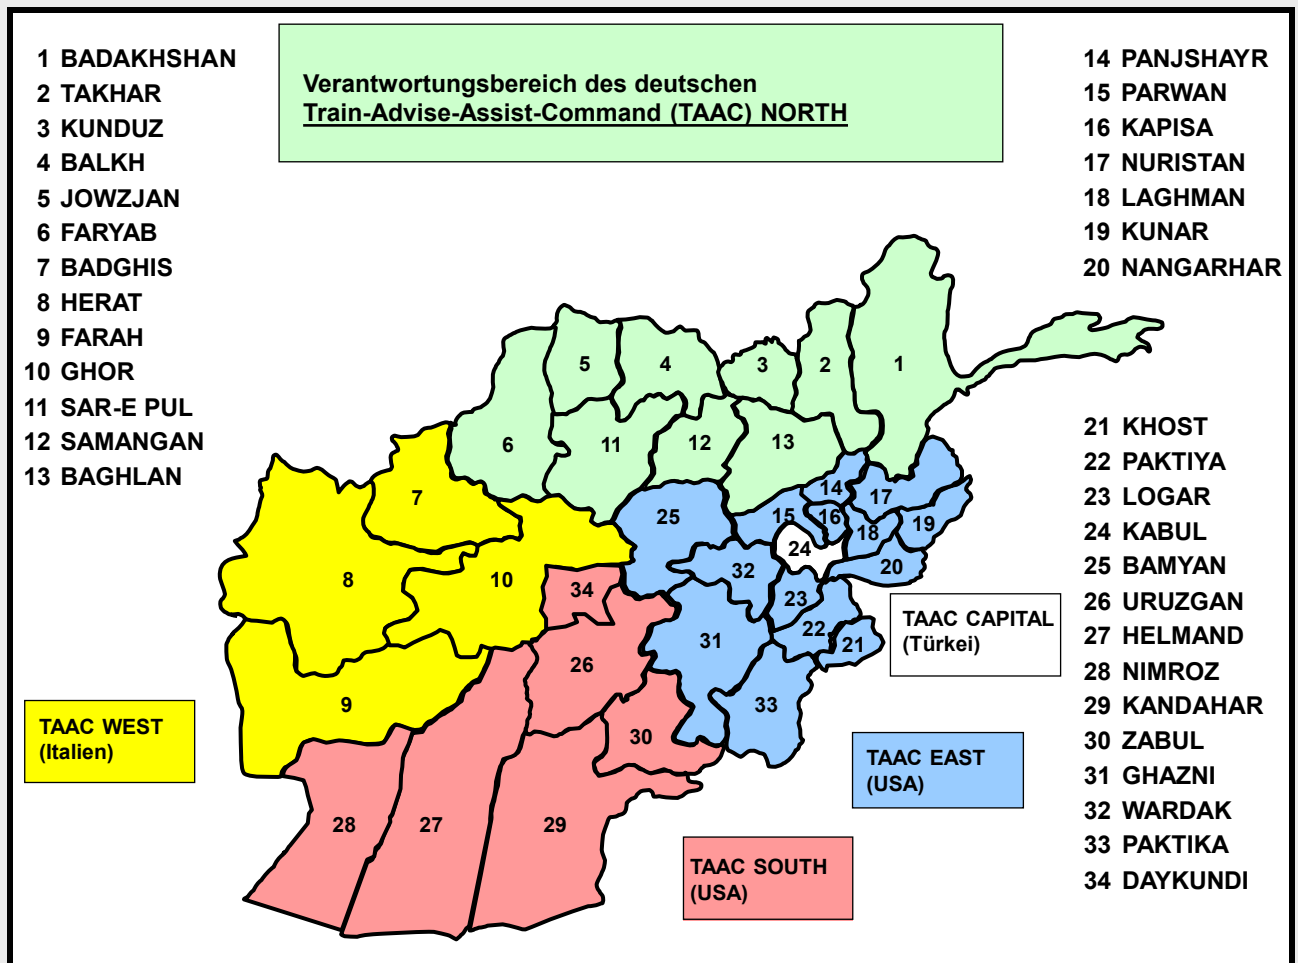 1 BADAKHSHAN
2 TAKHAR
3 KUNDUZ
4 BALKH
5 JOWZJAN
6 FARYAB
7 BADGHIS
8 HERAT
9 FARAH
10 GHOR
11 SAR-E PUL
12 SAMANGAN
13 BAGHLAN
Verantwortungsbereich des deutschen
Train-Advise-Assist-Command (TAAC) NORTH
14 PANJSHAYR
15 PARWAN
16 KAPISA
17 NURISTAN
18 LAGHMAN
19 KUNAR
20 NANGARHAR
21 KHOST
22 PAKTIYA
23 LOGAR
24 KABUL
25 BAMYAN
26 URUZGAN
27 HELMAND
28 NIMROZ
29 KANDAHAR
30 ZABUL
31 GHAZNI
32 WARDAK
33 PAKTIKA
34 DAYKUNDI
1
2
3
4
5
6
11
12
13
7
8
9
10
14
15
16
17
18
19
20
24
25
32
23
22
21
31
33
34
26
30
28
27
29
TAAC CAPITAL
(Türkei)
TAAC WEST
(Italien)
TAAC EAST
(USA)
TAAC SOUTH
(USA)